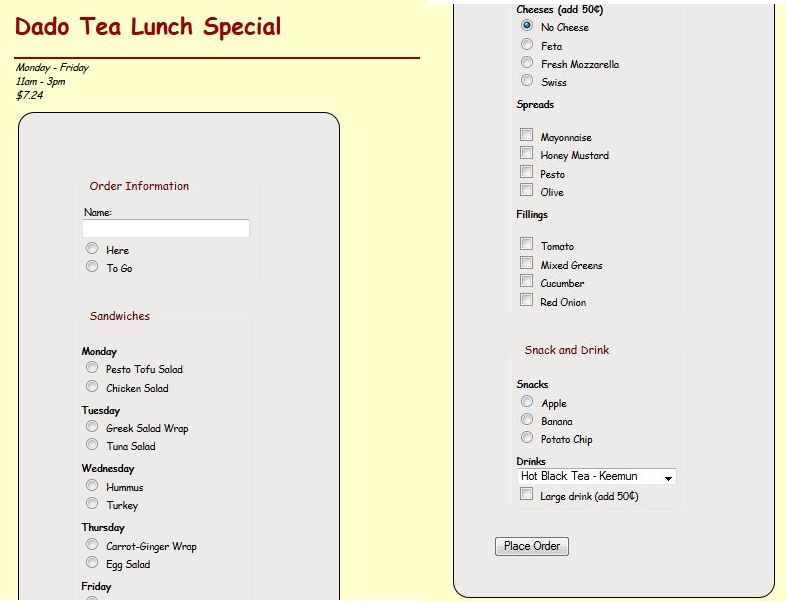 Dado Tea Lunch Special
Monday - Friday
11am - 3pm
$7.24
Order Information
Name:
Here
To Go
Sandwiches
Monday
Pesto Tofu Salad
Chicken Salad
Tuesday
Greek Salad Wrap
Tuna Salad
Wednesday
Hummus
Turkey
Thursday
Carrot-Ginger Wrap
Egg Salad
Friday
Cheeses (add 50¢)
No Cheese
Feta
Fresh Mozzarella
Swiss
Spreads
Mayonnaise
Honey Mustard
Pesto
Olive
Fillings
Tomato
Mixed Greens
Cucumber
Red Onion
Snack and Drink
Snacks
Apple
Banana
Potato Chip
Drinks
Hot Black Tea - Keemun
Large drink (add 50¢)
Place Order